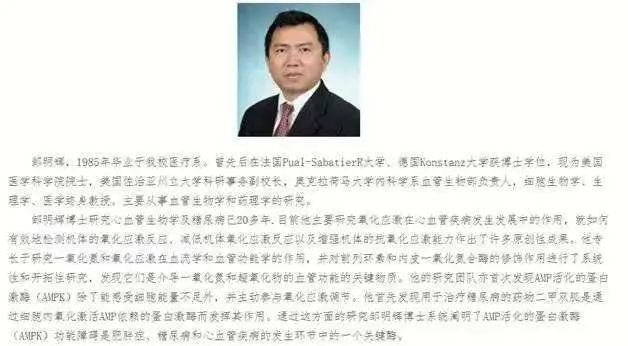 邹明辉，1985年毕业于我校医疗系。曾先后在法国Pual-SabatierR大学、德国Konstanz大学获博士学位，现为美国
医学科学院院士，美国佐治亚州立大学科研事务副校长，奥克拉荷马大学内科学系血管生物部负责人，细胞生物学、生
理学、医学终身教授。主要从事血管生物学和药理学的研究。
邹明辉博士研究心血管生物学及糖尿病已20多年.目前他主要研究氧化应激在心血管疾病发生发展中的作用，就如何
有效地检测机体的氧化应激反应、减低机体氧化应激反应以及增强机体的抗氧化应激能力作出了许多原创性成果。他专
长于研究一氧化氮和氧化应激在血流学和血管功能学的作用，并对前列环素和内皮一氧化氮合酶的修饰作用进行了系统
性和开拓性研究，发现它们是介导一氧化氮和超氧化物的血管功能的关键物质。他的研究团队亦首次发现AMP活化的蛋白
激酶（AMPK）除了能感受细胞能量不足外，并主动参与氧化应激调节。他首先发现用于治疗糖尿病的药物二甲双胍是通
过细胞内氧化激活AMP依赖的蛋白激酶而发挥其作用。通过这方面的研究邹明辉博士系统阐明了AMP活化的蛋白激酶
（AMPK）功能障碍是肥胖症、糖尿病和心血管疾病的发生环节中的一个关键酶。